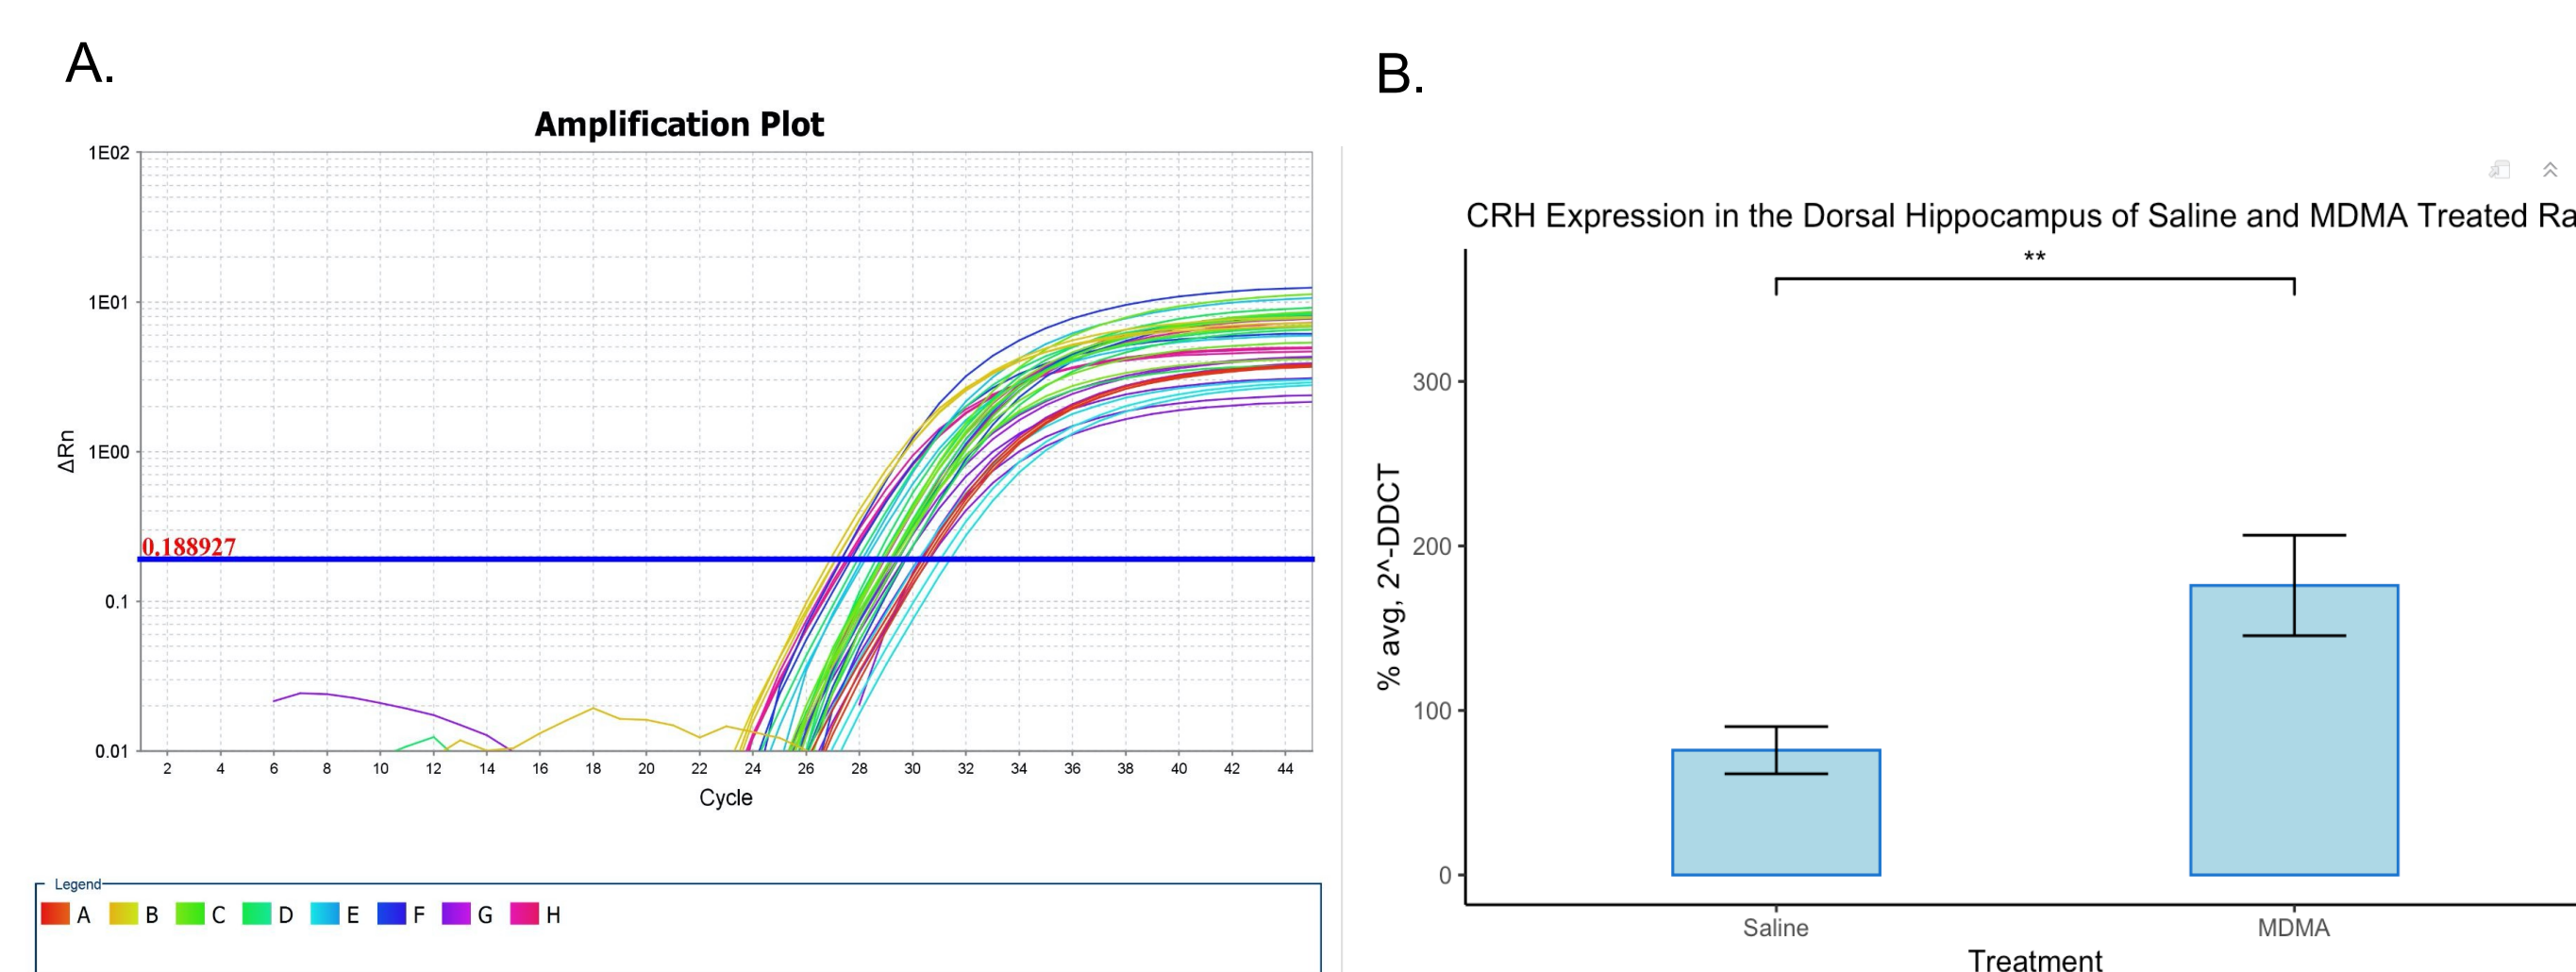 A.
Amplification Plot
1E02
1E01
1E00
0.1
0.01
ΔRn
0.188927
2 4 6 8 10 12 14 16 18 20 22 24 26 28 30 32 34 36 38 40 42 44
Cycle
Legend
A B C D E F G H
B.
CRH Expression in the Dorsal Hippocampus of Saline and MDMA Treated Ra
**
300
200
100
0
% avg, 2^-DDCT
Saline MDMA
Treatment